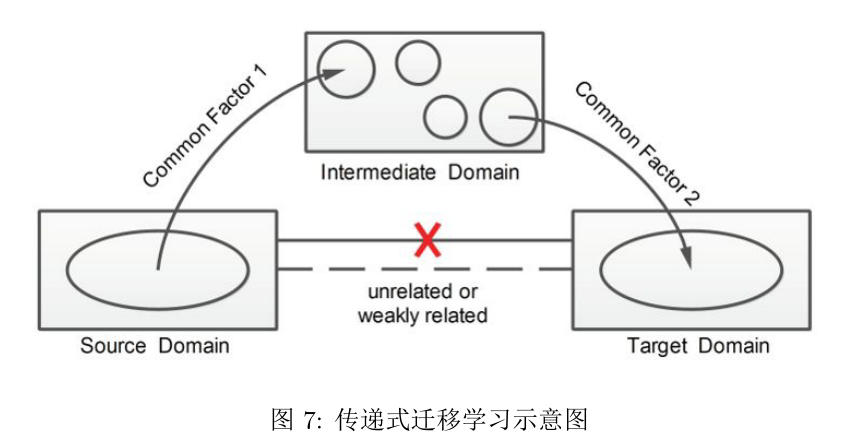 Common Factor 1
Intermediate Domain
Common Factor 2
unrelated or
weakly related
Source Domain
Target Domain
图 7: 传递式迁移学习示意图